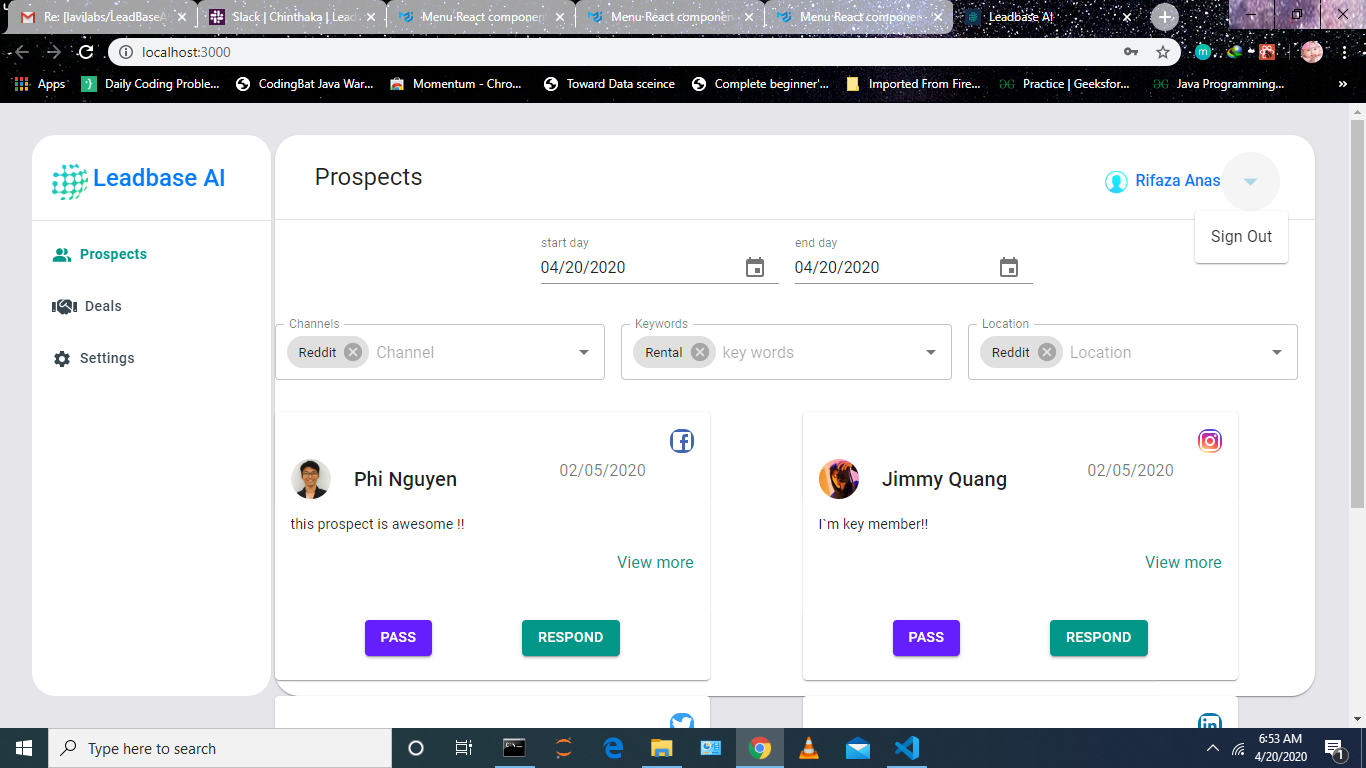 Re: [laviJabs/LeadBaseA
Slack | Chinthaka | Lead
Menu React componen
Menu React componen
Menu React componen
Leadbase AI
localhost:3000
Apps
Daily Coding Proble...
CodingBat Java War...
Momentum - Chro...
Toward Data sceince
Complete beginner'...
Imported From Fire...
Practice | Geeksfor...
Java Programming...
»
Leadbase AI
Prospects
Rifaza Anas
Sign Out
Prospects
Deals
Settings
start day
end day
04/20/2020
04/20/2020
Channels
Keywords
Location
Reddit
Channel
Rental
key words
Reddit
Location
Phi Nguyen
02/05/2020
this prospect is awesome !!
View more
PASS
RESPOND
Jimmy Quang
02/05/2020
I`m key member!!
View more
PASS
RESPOND
Type here to search
6:53 AM
4/20/2020
1